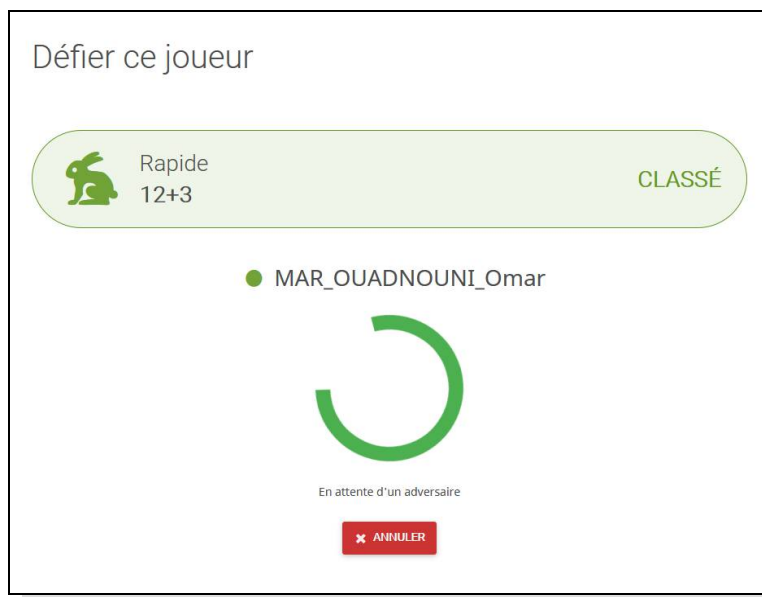 Défier ce joueur
Rapide
12+3
CLASSÉ
MAR_OUADNOUNI_Omar
En attente d'un adversaire
ANNULER